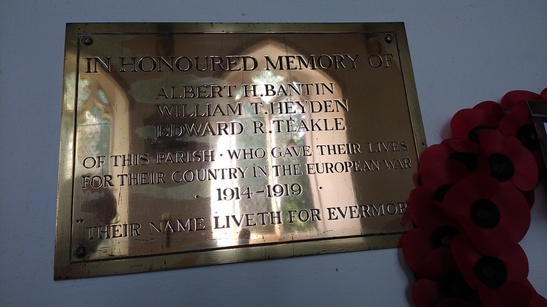 IN HONOURED MEMORY OF
ALBERT H. BANTIN
WILLIAM T. HEYDEN
EDWARD R. TEAKLE.
OF THIS PARISH · WHO GAVE THEIR LIVES
FOR THEIR COUNTRY IN THE EUROPEAN WAR
1914-1919
"THEIR NAME LIVETH FOR EVERMORE